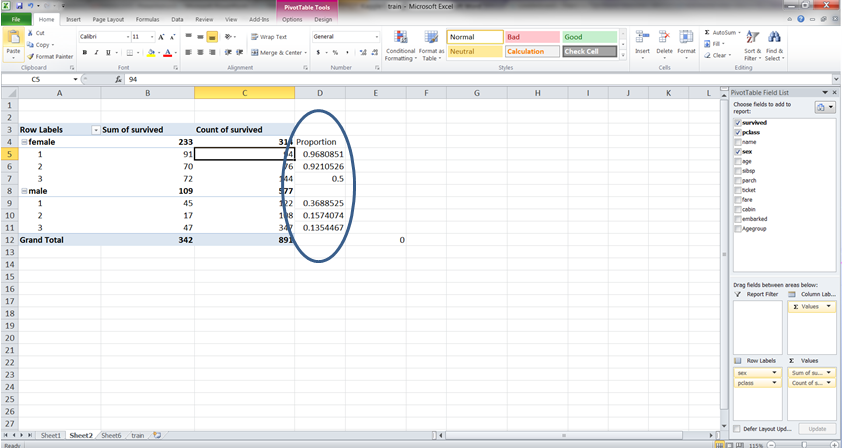 train - Microsoft Excel
PivotTable Tools
File Home Insert Page Layout Formulas Data Review View Add-Ins Options Design
Paste
Cut
Copy
Format Painter
Clipboard
Calibri 11
B I U
Font
Wrap Text
Merge & Center
Alignment
General
$ % ,
Number
Conditional Formatting
Format as Table
Normal Bad Good
Neutral Calculation Check Cell
Styles
Insert Delete Format
Cells
AutoSum
Fill
Clear
Sort & Filter
Find & Select
Editing
C5 fx 94
A B C D E F G H I J K L
1
2
3 Row Labels Sum of survived Count of survived
4 female 233 314 Proportion
5 1 91 94 0.9680851
6 2 70 76 0.9210526
7 3 72 144 0.5
8 male 109 577
9 1 45 122 0.3688525
10 2 17 108 0.1574074
11 3 47 347 0.1354467
12 Grand Total 342 891 0
13
14
15
16
17
18
19
20
21
22
23
24
25
26
27
PivotTable Field List
Choose fields to add to
report:
survived
pclass
name
sex
age
sibsp
parch
ticket
fare
cabin
embarked
Agegroup
Drag fields between areas below:
Report Filter Column Lab...
Σ Values
Row Labels Σ Values
sex Sum of su...
pclass Count of s...
Defer Layout Upd... Update
Sheet1 Sheet2 Sheet6 train
Ready 115%